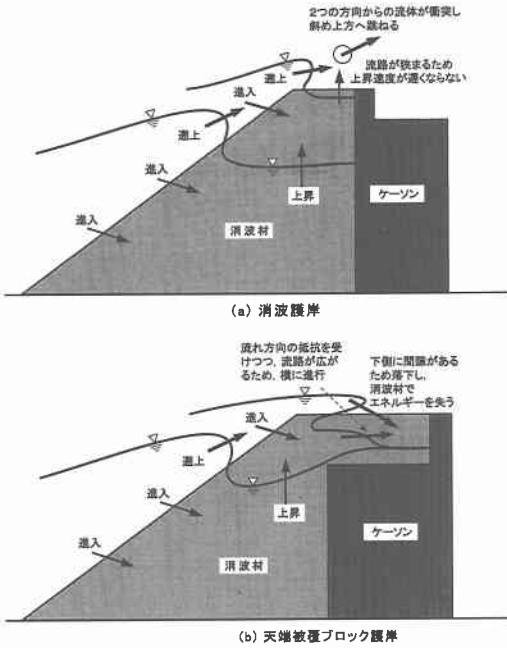 2つの方向からの流体が衝突し
斜め上方へ跳ねる
流路が狭まるため
上昇速度が遅くならない
遡上
進入
遡上
進入
進入
上昇
消波材
ケーソン
(a) 消波護岸
流れ方向の抵抗を受
けつつ、流路が広が
るため、横に進行
下側に間隙がある
ため落下し、
消波材で
エネルギーを失う
進入
遡上
進入
上昇
進入
消波材
ケーソン
(b) 天端被覆ブロック護岸